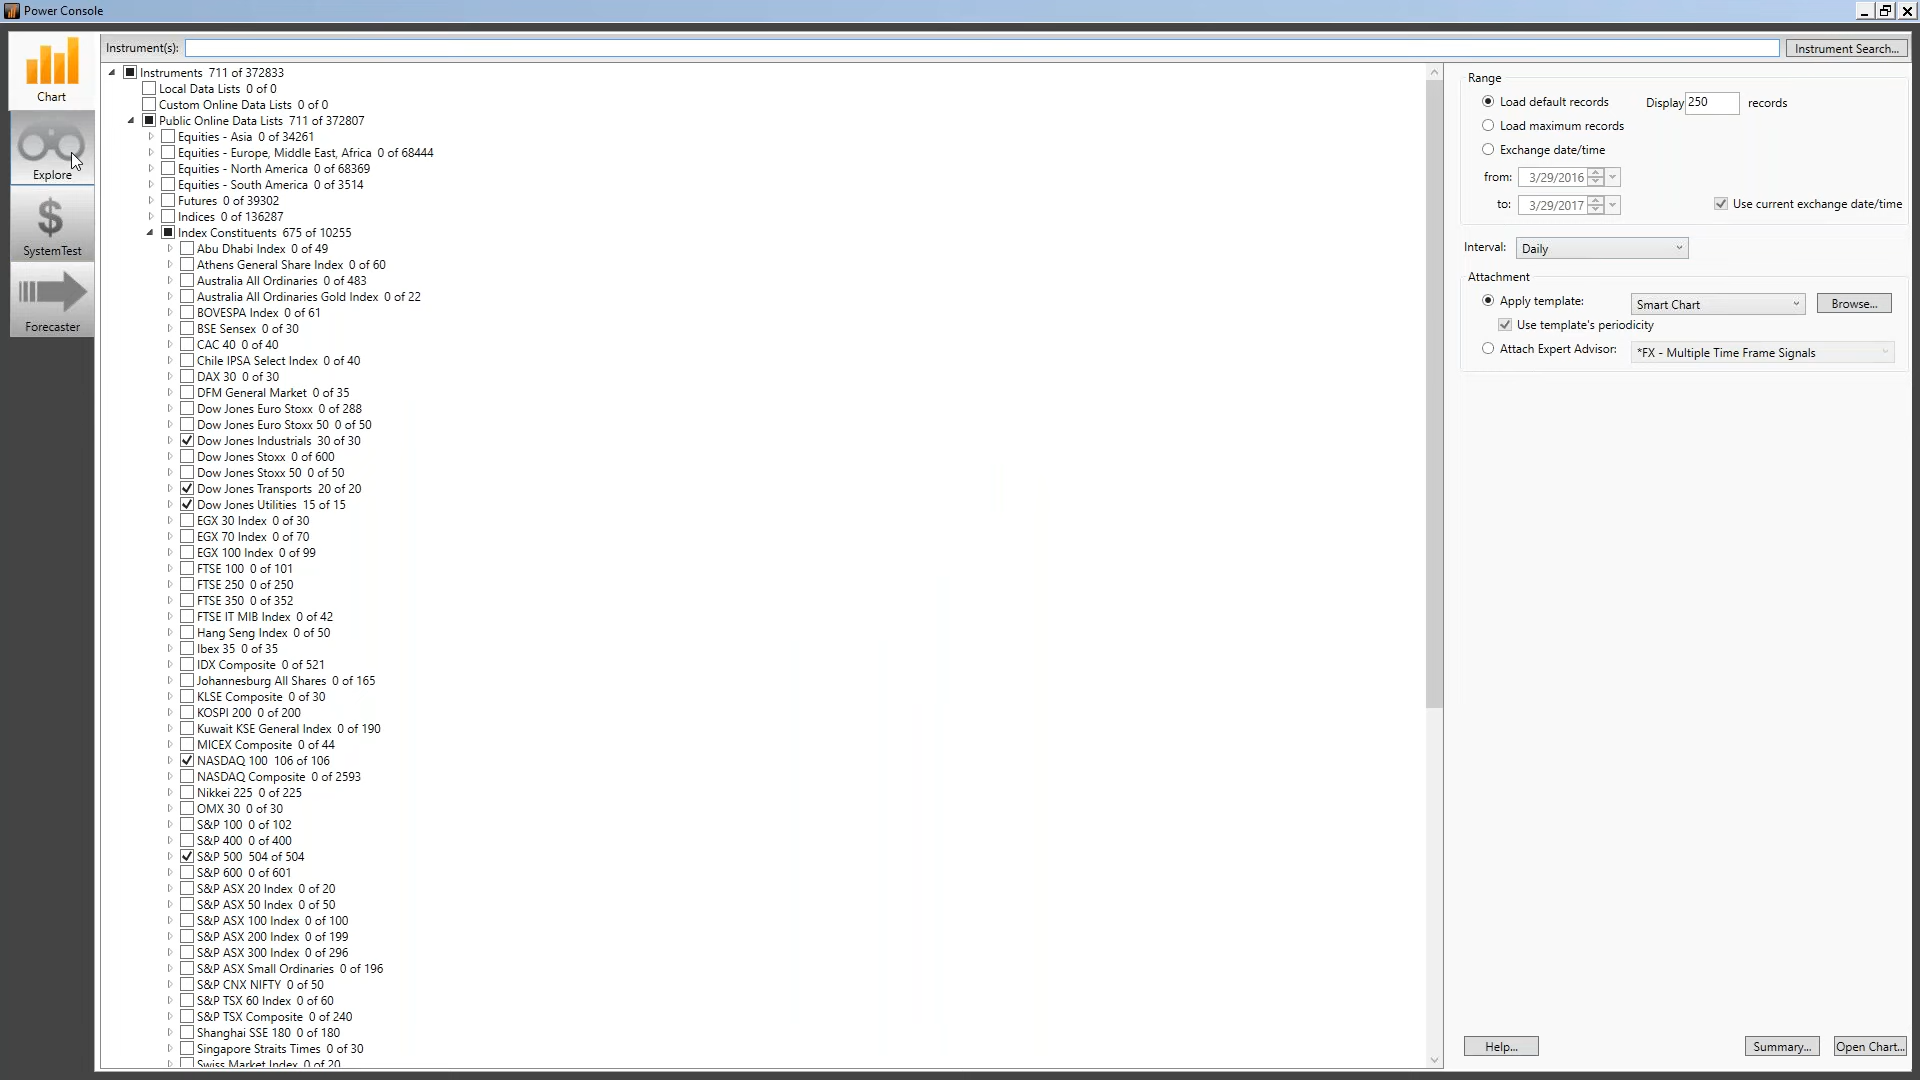 Power Console
Chart
Explore
SystemTest
Forecaster
Instrument(s):
Instrument Search...
Instruments 711 of 372833
Local Data Lists 0 of 0
Custom Online Data Lists 0 of 0
Public Online Data Lists 711 of 372807
Equities - Asia 0 of 34261
Equities - Europe, Middle East, Africa 0 of 68444
Equities - North America 0 of 68369
Equities - South America 0 of 3514
Futures 0 of 39302
Indices 0 of 136287
Index Constituents 675 of 10255
Abu Dhabi Index 0 of 49
Athens General Share Index 0 of 60
Australia All Ordinaries 0 of 483
Australia All Ordinaries Gold Index 0 of 22
BOVESPA Index 0 of 61
BSE Sensex 0 of 30
CAC 40 0 of 40
Chile IPSA Select Index 0 of 40
DAX 30 0 of 30
DFM General Market 0 of 35
Dow Jones Euro Stoxx 0 of 288
Dow Jones Euro Stoxx 50 0 of 50
Dow Jones Industrials 30 of 30
Dow Jones Stoxx 0 of 600
Dow Jones Stoxx 50 0 of 50
Dow Jones Transports 20 of 20
Dow Jones Utilities 15 of 15
EGX 30 Index 0 of 30
EGX 70 Index 0 of 70
EGX 100 Index 0 of 99
FTSE 100 0 of 101
FTSE 250 0 of 250
FTSE 350 0 of 352
FTSE IT MIB Index 0 of 42
Hang Seng Index 0 of 50
Ibex 35 0 of 35
IDX Composite 0 of 521
Johannesburg All Shares 0 of 165
KLSE Composite 0 of 30
KOSPI 200 0 of 200
Kuwait KSE General Index 0 of 190
MICEX Composite 0 of 44
NASDAQ 100 106 of 106
NASDAQ Composite 0 of 2593
Nikkei 225 0 of 225
OMX 30 0 of 30
S&P 100 0 of 102
S&P 400 0 of 400
S&P 500 504 of 504
S&P 600 0 of 601
S&P ASX 20 Index 0 of 20
S&P ASX 50 Index 0 of 50
S&P ASX 100 Index 0 of 100
S&P ASX 200 Index 0 of 199
S&P ASX 300 Index 0 of 296
S&P ASX Small Ordinaries 0 of 196
S&P CNX NIFTY 0 of 50
S&P TSX 60 Index 0 of 60
S&P TSX Composite 0 of 240
Shanghai SSE 180 0 of 180
Singapore Straits Times 0 of 30
Swiss Market Index 0 of 20
Range
Load default records Display 250 records
Load maximum records
Exchange date/time
from: 3/29/2016
to: 3/29/2017 Use current exchange date/time
Interval: Daily
Attachment
Apply template: Smart Chart Browse...
Use template's periodicity
Attach Expert Advisor: *FX - Multiple Time Frame Signals
Help... Summary... Open Chart...